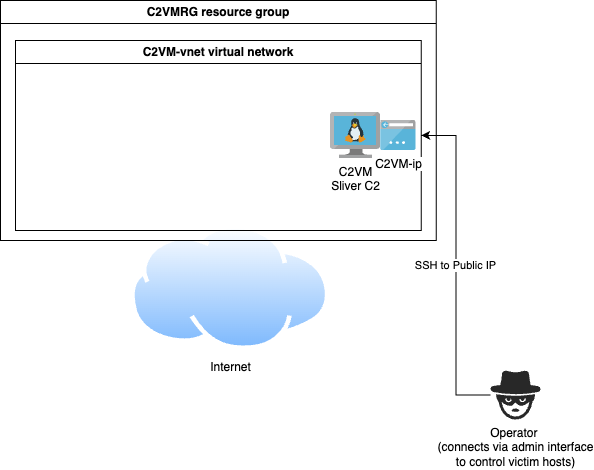 C2VMRG resource group
C2VM-vnet virtual network
C2VM-ip
C2VM
Sliver C2
SSH to Public IP
Internet
Operator
(connects via admin interface
to control victim hosts)